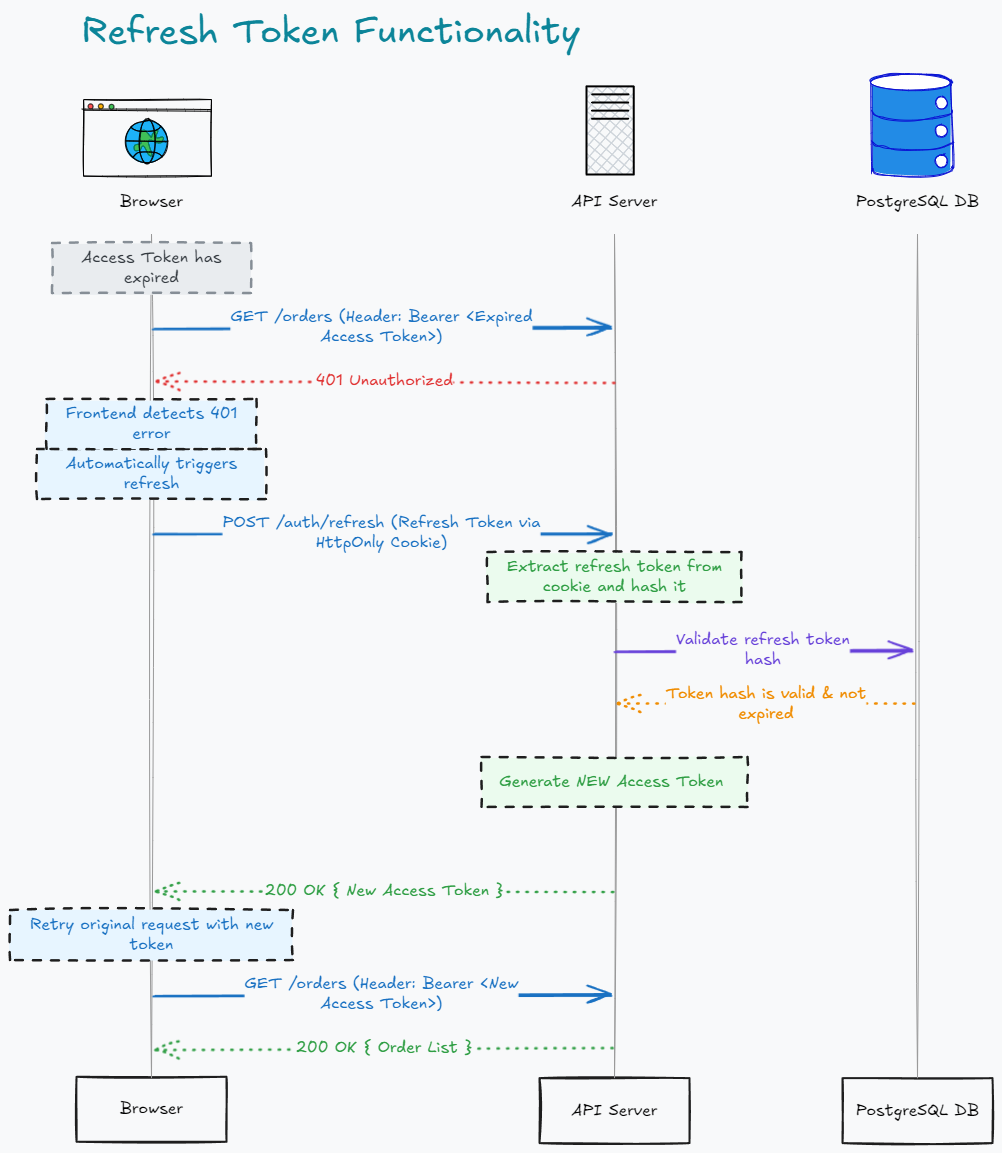 Refresh Token Functionality
Browser
API Server
PostgreSQL DB
Access Token has
expired
GET /orders (Header: Bearer <Expired
Access Token>)
401 Unauthorized
Frontend detects 401
error
Automatically triggers
refresh
POST /auth/refresh (Refresh Token via
HttpOnly Cookie)
Extract refresh token from
cookie and hash it
Validate refresh token
hash
Token hash is valid & not
expired
Generate NEW Access Token
200 OK { New Access Token }
Retry original request with new
token
GET /orders (Header: Bearer <New
Access Token>)
200 OK { Order List }
Browser
API Server
PostgreSQL DB